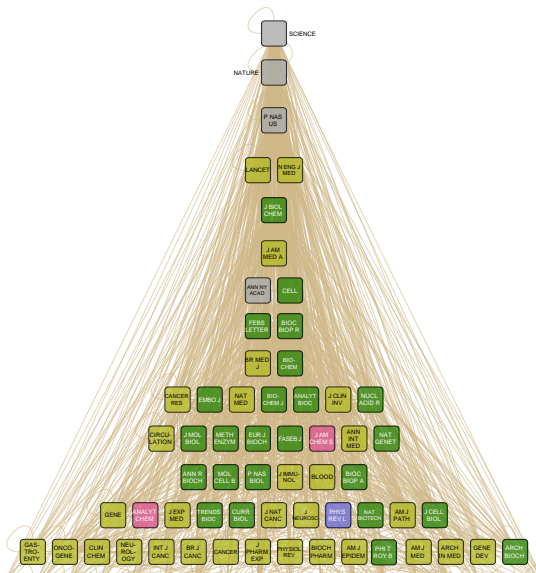 SCIENCE
NATURE
P NAS
US
LANCET
N ENG J
MED
J BIOL
CHEM
J AM
MED A
ANN NY
ACAD
CELL
FEBS
LETTER
BIOC
BIOP R
BR MED
J
BIO-
CHEM
CANCER
RES
EMBO J
NAT
MED
BIO-
CHEM J
ANALYT
BIOC
J CLIN
INV
NUCL
ACID R
CIRCU-
LATION
J MOL
BIOL
METH
ENZYM
EUR J
BIOCH
FASEB J
J AM
CHEM S
ANN
INT
MED
NAT
GENET
ANN R
BIOCH
MOL
CELL B
P NAS
BIOL
J IMMU-
NOL
BLOOD
BIOC
BIOP A
GENE
ANALYT
CHEM
J EXP
MED
TRENDS
BIOC
CURR
BIOL
J NAT
CANC
J
NEUROSCI
PHYS
REV L
NAT
BIOTECH
AM J
PATH
J CELL
BIOL
GAS-
TRO-
ENTY
ONCO-
GENE
CLIN
CHEM
NEU-
ROL-
OGY
INT J
CANC
BR J
CANC
CANCER
J
PHARM
EXP
PHYSIOL
REV
BIOCH
PHARM
AM J
EPIDEM
PHI T
ROY B
AM J
MED
ARCH
IN MED
GENE
DEV
ARCH
BIOCH